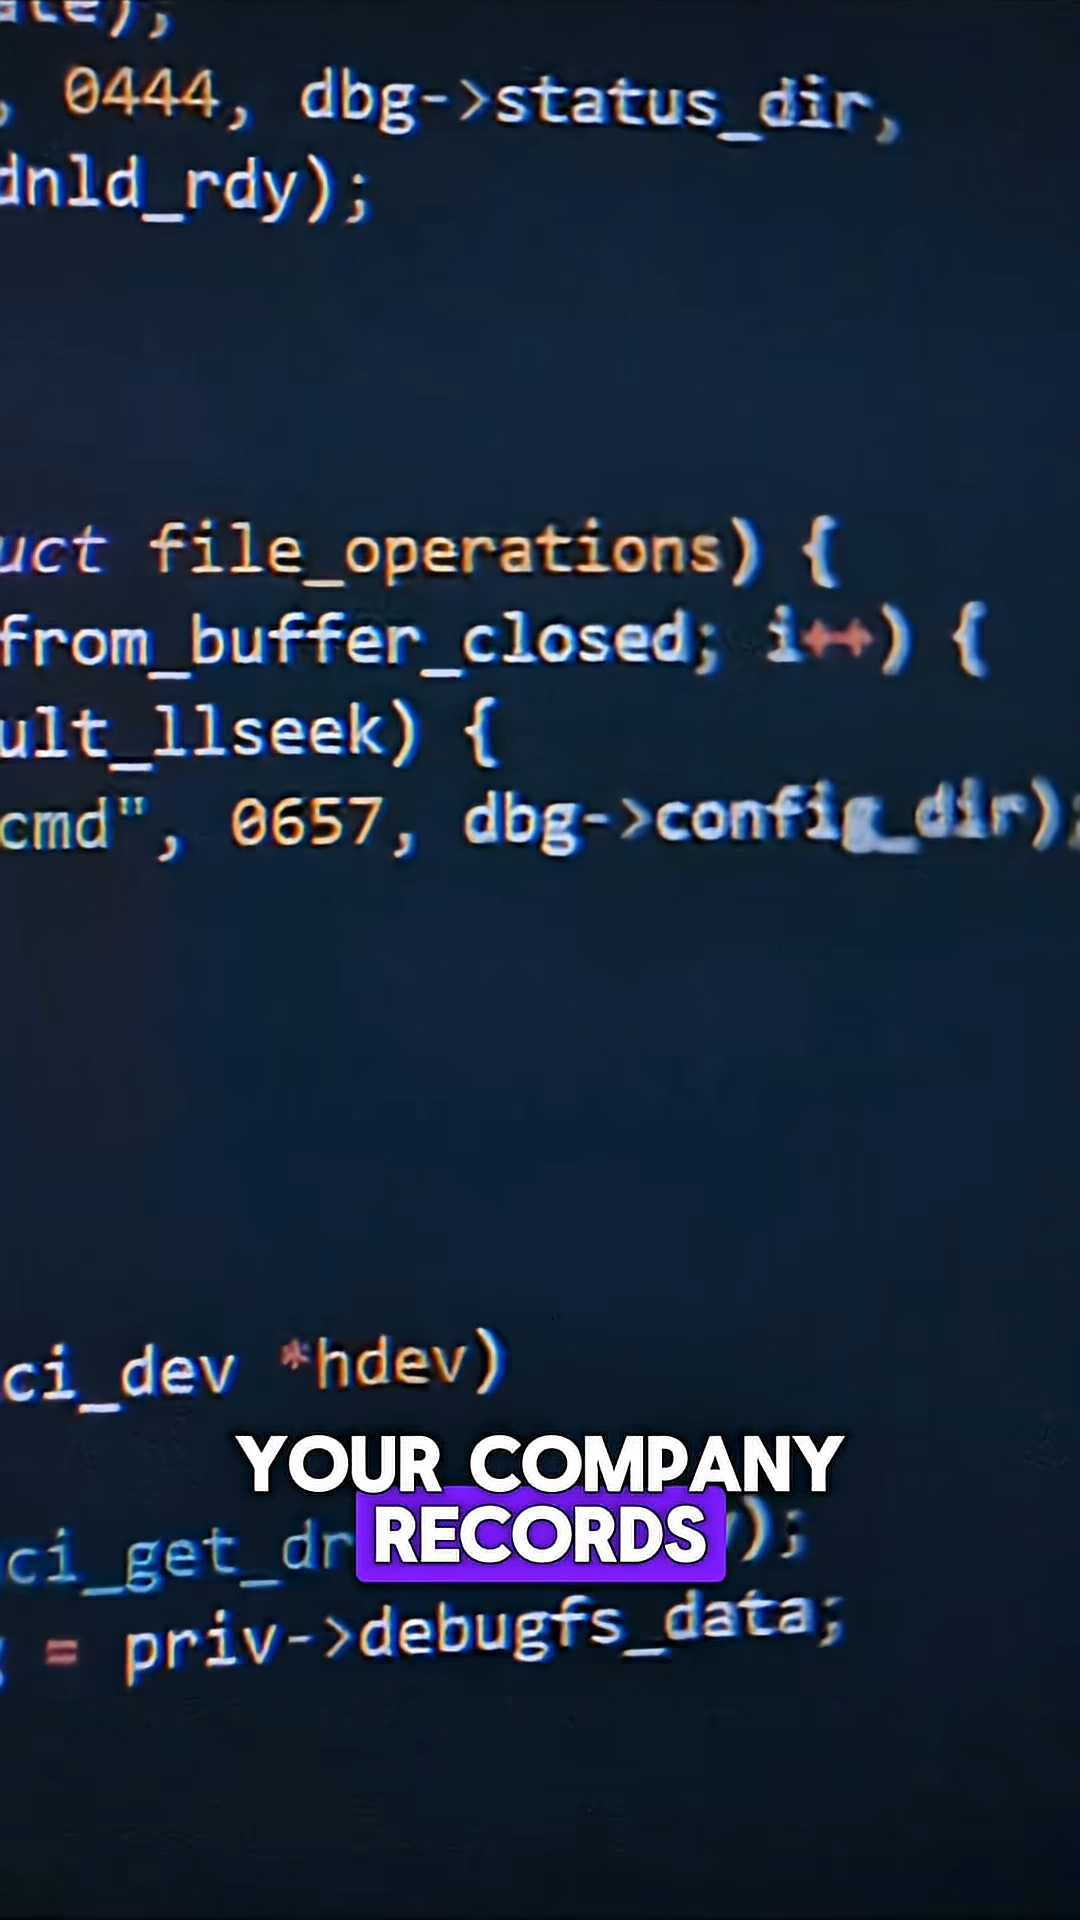 , 0444, dbg->status_dir,
dnld_rdy);
uct file_operations) {
from_buffer_closed; i++) {
ult_llseek) {
cmd", 0657, dbg->config_dir);
ci_dev *hdev)
YOUR COMPANY
RECORDS
ci_get_dr );
= priv->debugfs_data;